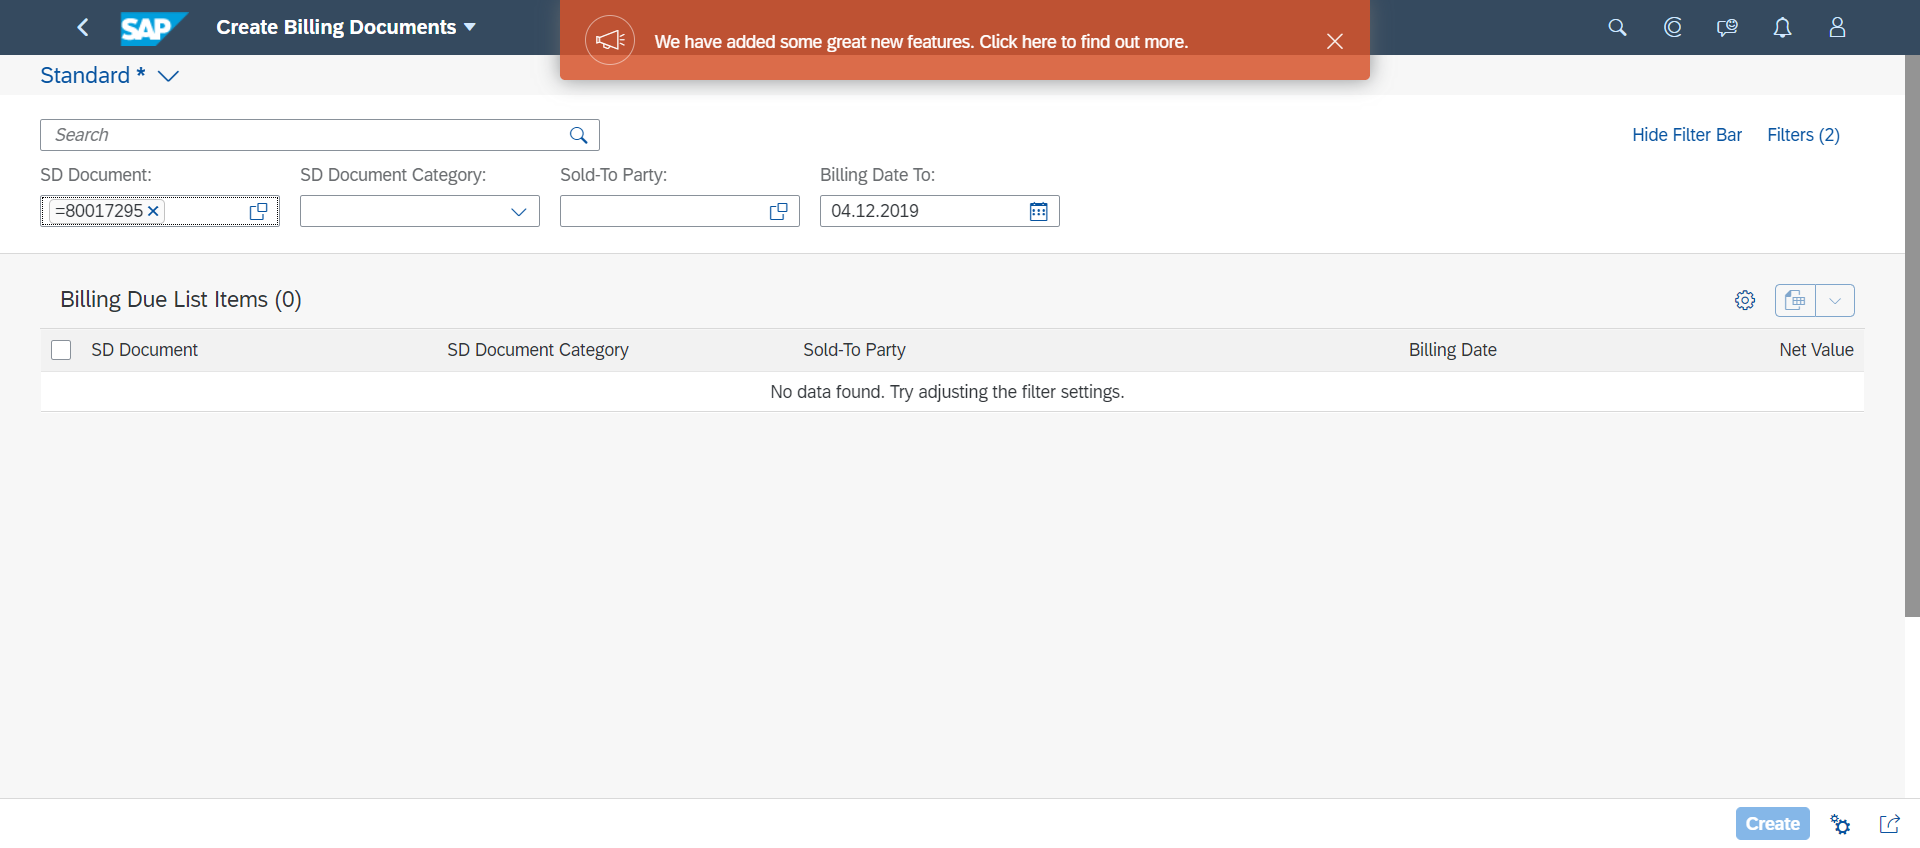 SAP
Create Billing Documents
We have added some great new features. Click here to find out more.
Standard *
Search
Hide Filter Bar
Filters (2)
SD Document:
SD Document Category:
Sold-To Party:
Billing Date To:
=80017295
04.12.2019
Billing Due List Items (0)
SD Document
SD Document Category
Sold-To Party
Billing Date
Net Value
No data found. Try adjusting the filter settings.
Create